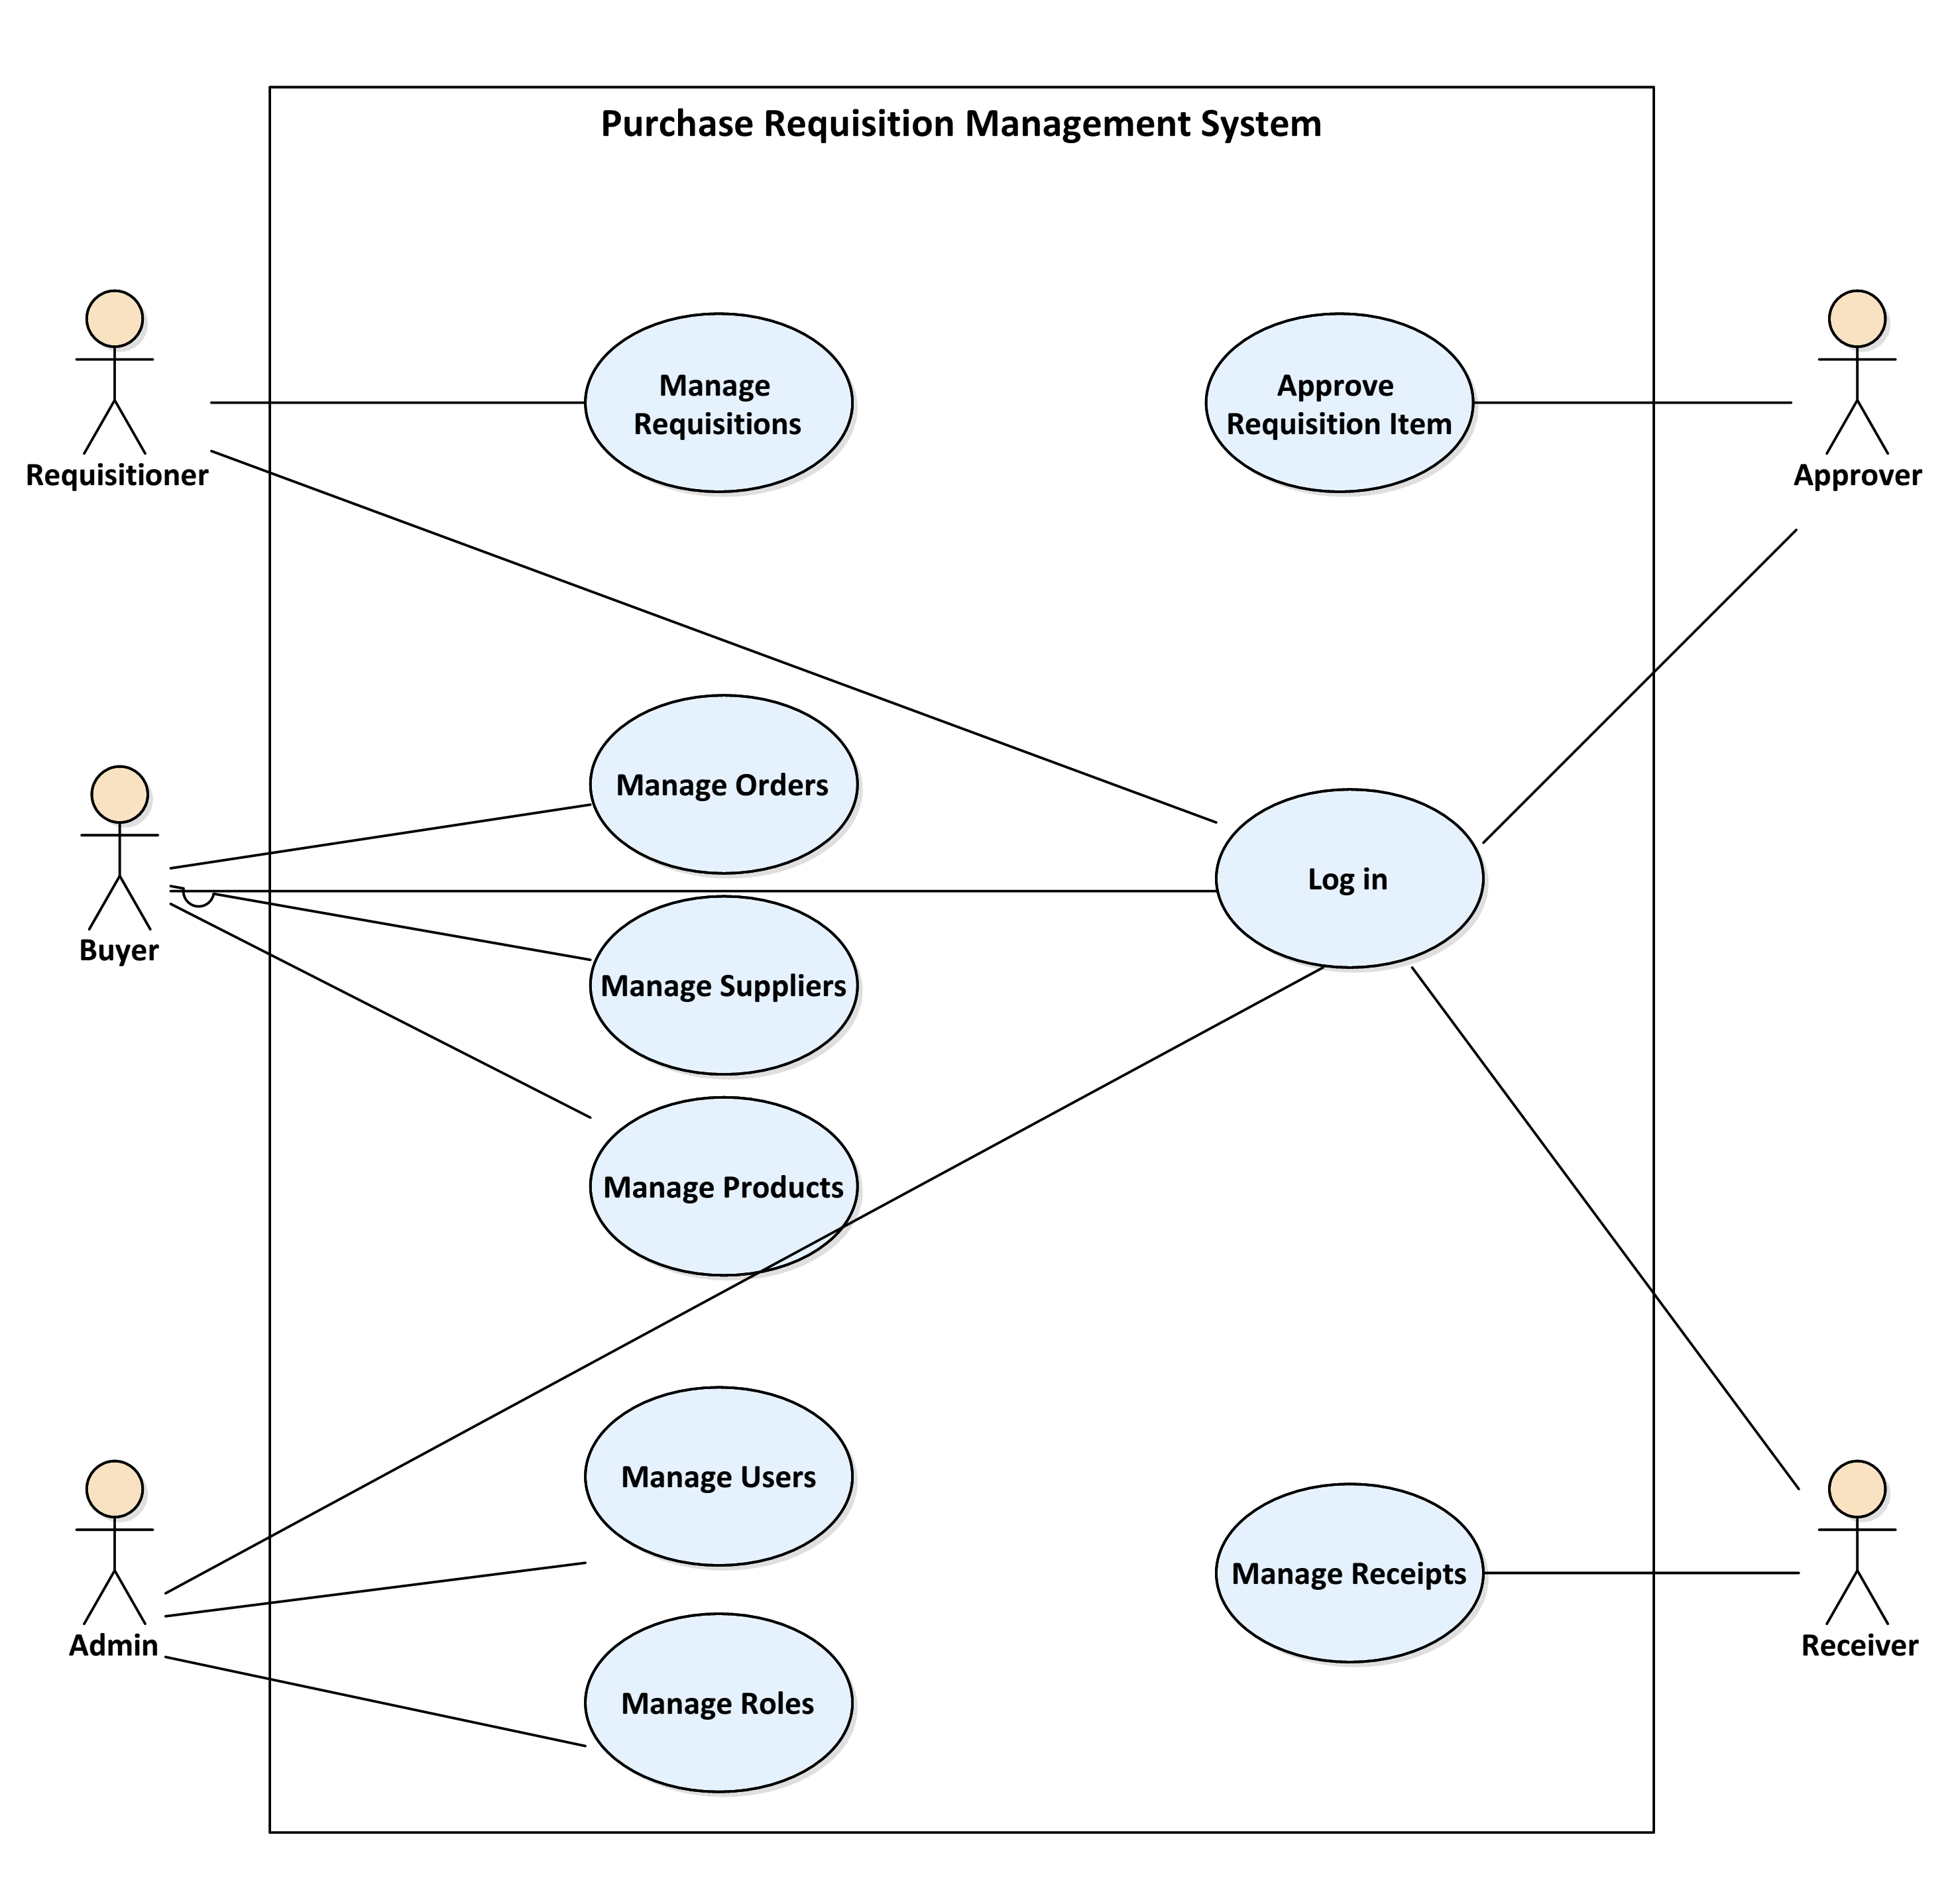 Purchase Requisition Management System
Manage
Requisitions
Approve
Requisition Item
Requisitioner
Approver
Manage Orders
Log in
Buyer
Manage Suppliers
Manage Products
Manage Users
Manage Receipts
Admin
Receiver
Manage Roles